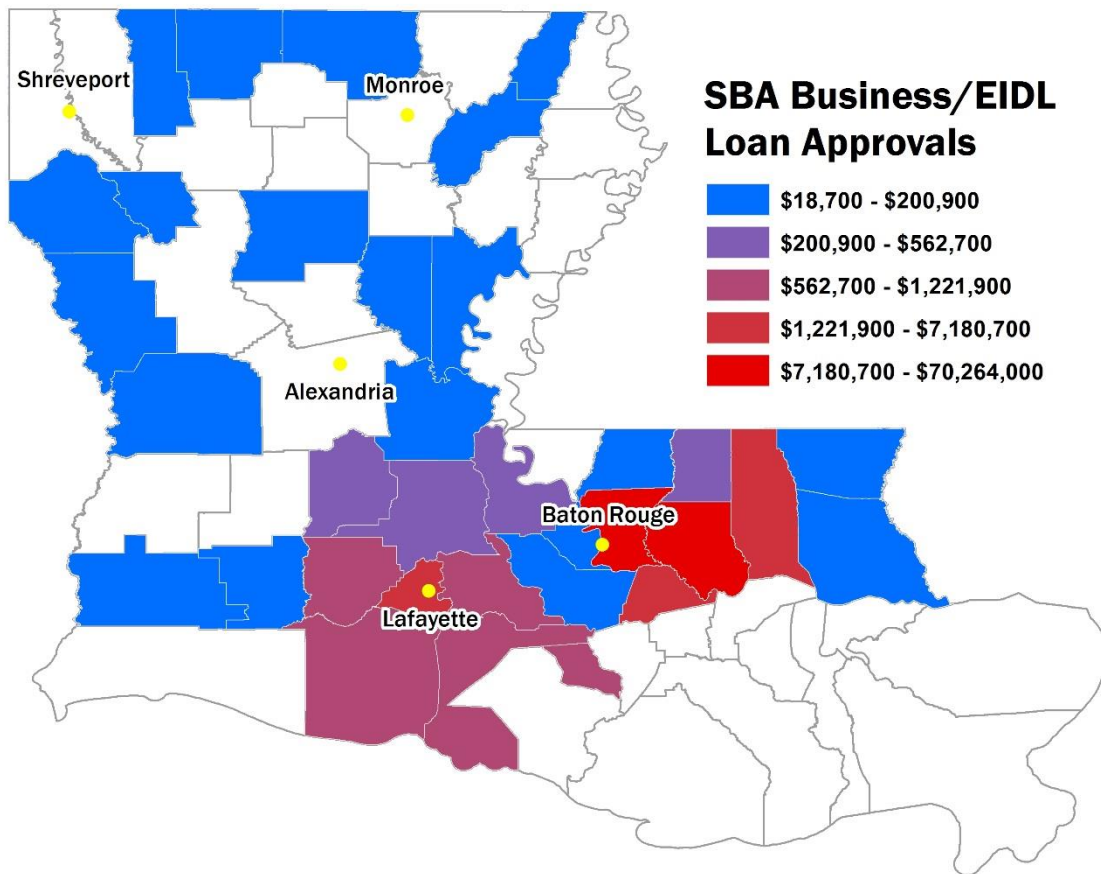 Shreveport
Monroe
SBA Business/EIDL
Loan Approvals
$18,700 - $200,900
$200,900 - $562,700
$562,700 - $1,221,900
$1,221,900 - $7,180,700
$7,180,700 - $70,264,000
Alexandria
Baton Rouge
Lafayette